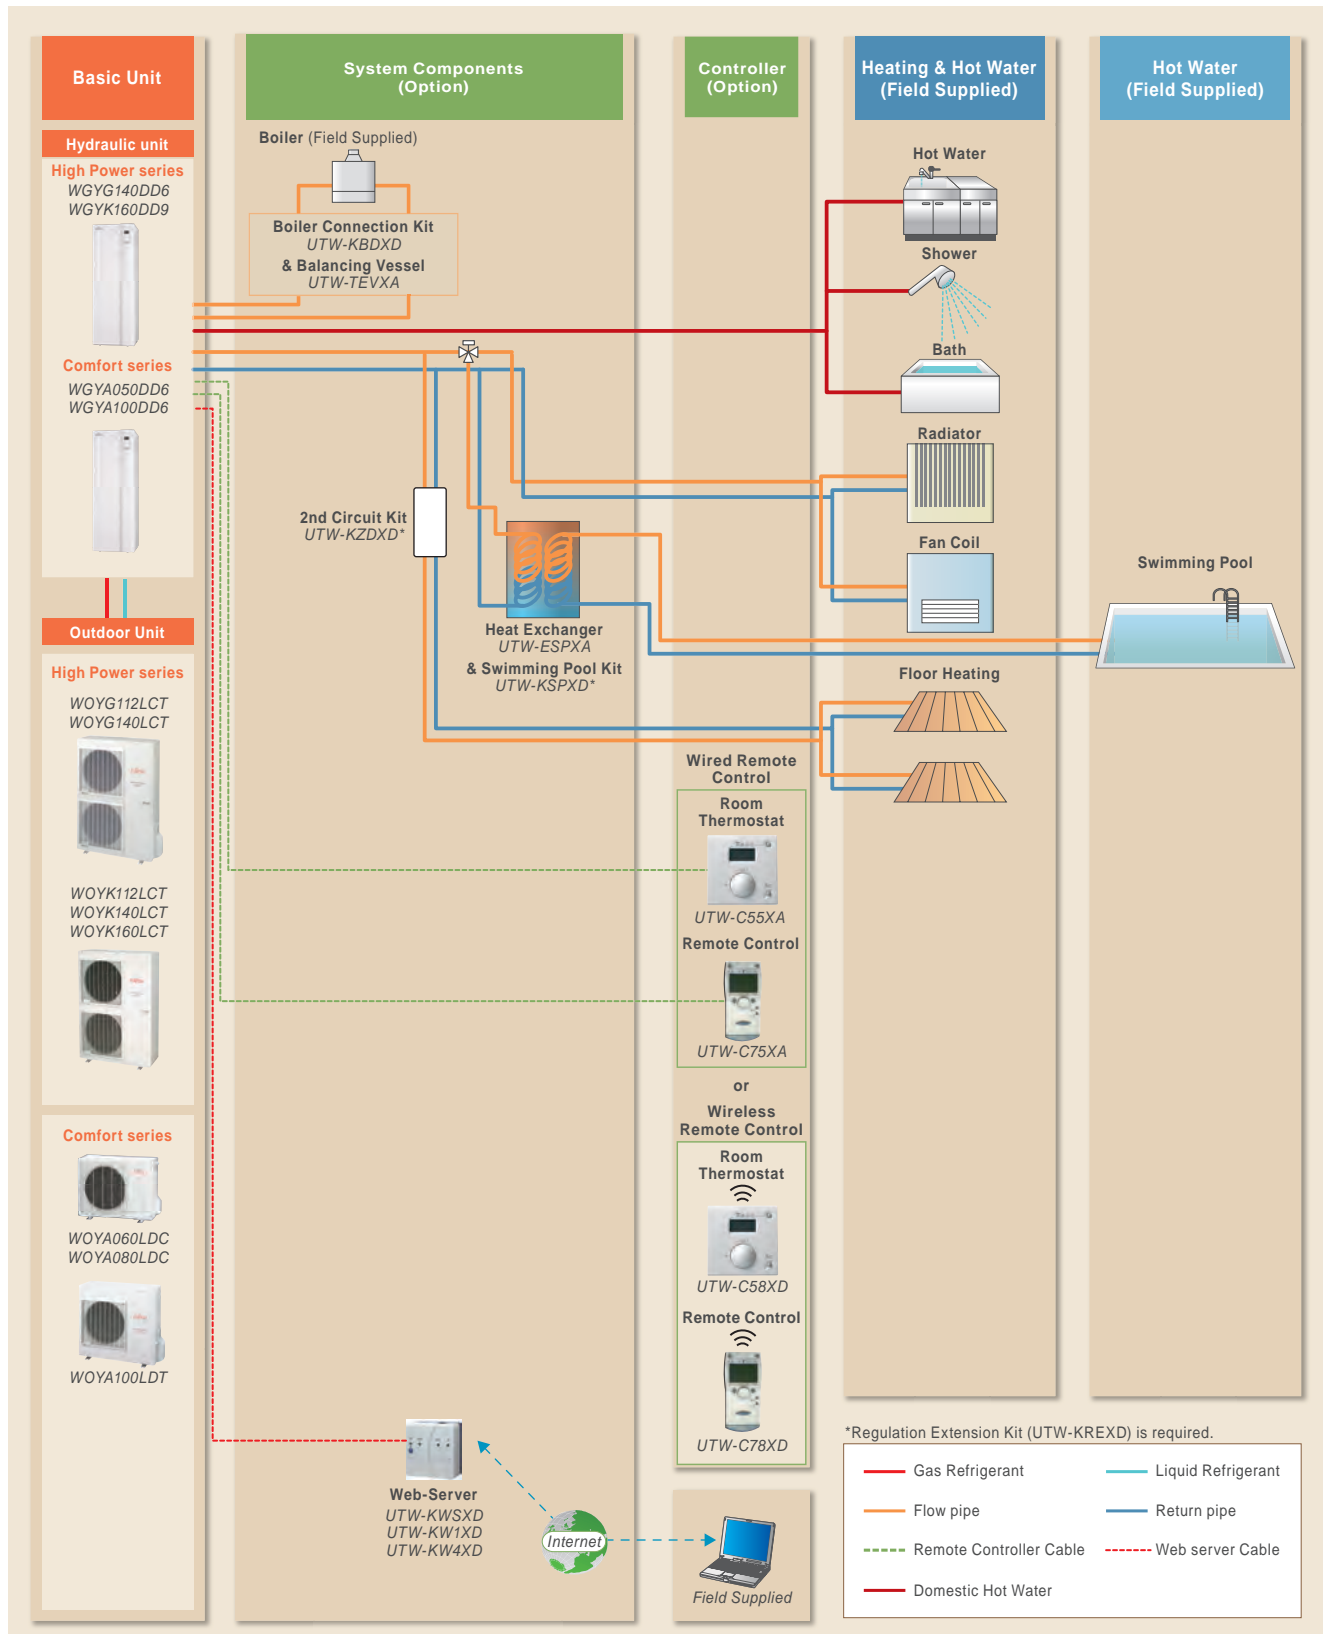 Basic Unit
Hydraulic unit
High Power series
WGYG140DD6
WGYK160DD9
Comfort series
WGYA050DD6
WGYA100DD6
Outdoor Unit
High Power series
WOYG112LCT
WOYG140LCT
WOYK112LCT
WOYK140LCT
WOYK160LCT
Comfort series
WOYA060LDC
WOYA080LDC
WOYA100LDT
System Components
(Option)
Boiler (Field Supplied)
Boiler Connection Kit
UTW-KBDXD
& Balancing Vessel
UTW-TEVXA
2nd Circuit Kit
UTW-KZDXD*
Heat Exchanger
UTW-ESPXA
& Swimming Pool Kit
UTW-KSPXD*
Web-Server
UTW-KWSXD
UTW-KW1XD
UTW-KW4XD
Internet
Controller
(Option)
Wired Remote
Control
Room
Thermostat
UTW-C55XA
Remote Control
UTW-C75XA
or
Wireless
Remote Control
Room
Thermostat
UTW-C58XD
Remote Control
UTW-C78XD
Field Supplied
Heating & Hot Water
(Field Supplied)
Hot Water
Shower
Bath
Radiator
Fan Coil
Floor Heating
Hot Water
(Field Supplied)
Swimming Pool
*Regulation Extension Kit (UTW-KREXD) is required.
Gas Refrigerant
Liquid Refrigerant
Flow pipe
Return pipe
Remote Controller Cable
Web server Cable
Domestic Hot Water